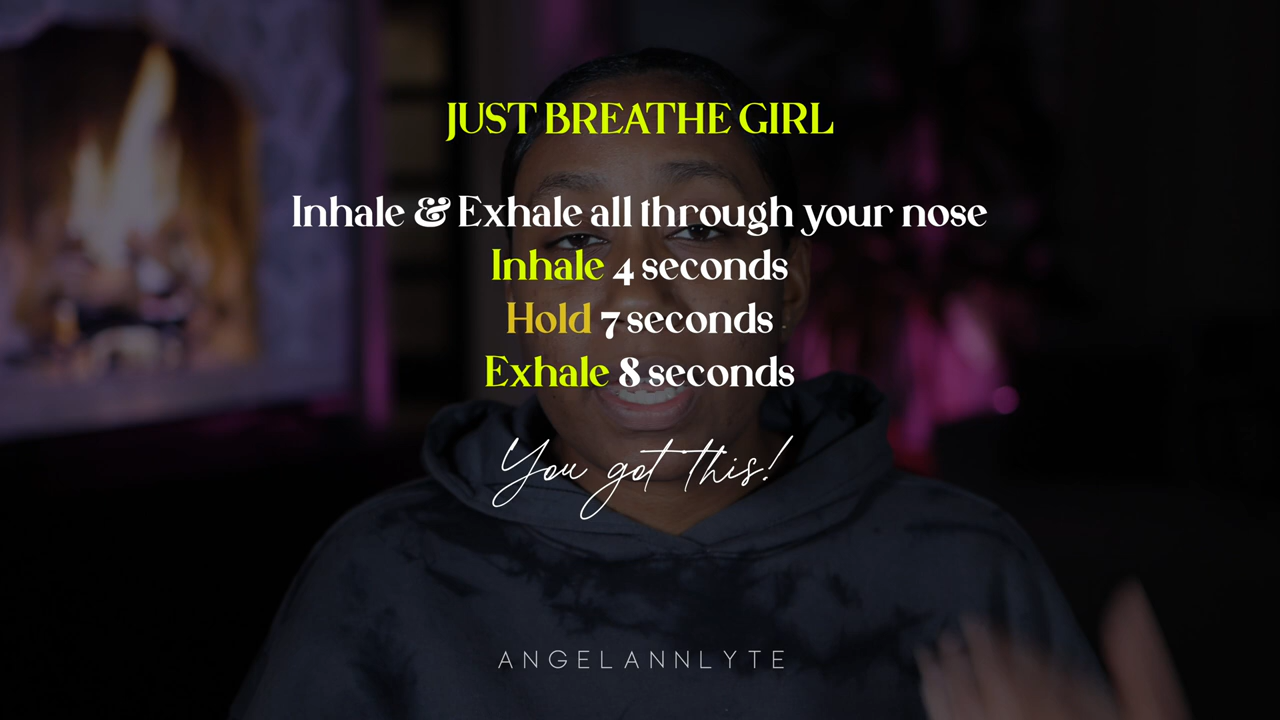 JUST BREATHE GIRL
Inhale & Exhale all through your nose
Inhale 4 seconds
Hold 7 seconds
Exhale 8 seconds
You got this!
ANGELANNLYTE